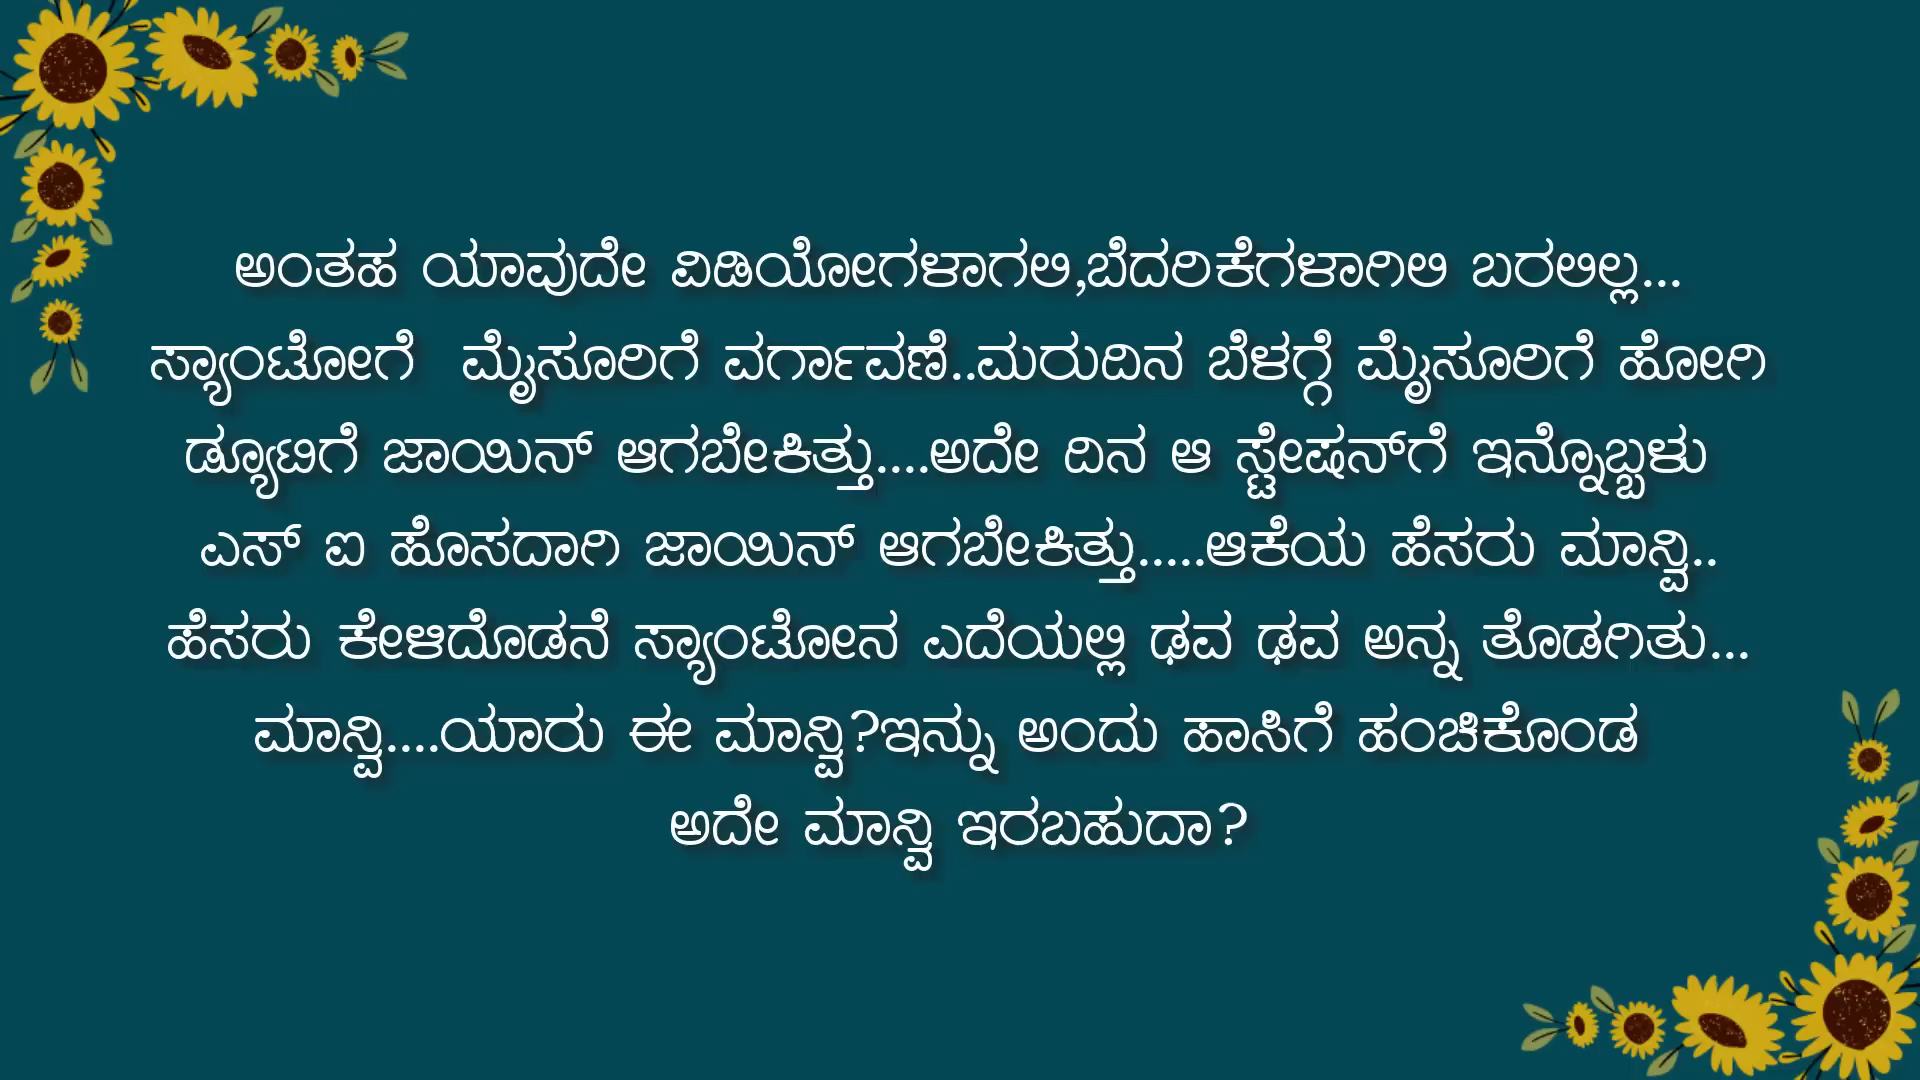 ಅಂತಹ ಯಾವುದೇ ವಿಡಿಯೋಗಳಾಗಲಿ,ಬೆದರಿಕೆಗಳಾಗಿಲಿ ಬರಲಿಲ್ಲ...
ಸ್ಯಾಂಟೋಗೆ ಮೈಸೂರಿಗೆ ವರ್ಗಾವಣೆ..ಮರುದಿನ ಬೆಳಗ್ಗೆ ಮೈಸೂರಿಗೆ ಹೋಗಿ
ಡ್ಯೂಟಿಗೆ ಜಾಯಿನ್ ಆಗಬೇಕಿತ್ತು....ಅದೇ ದಿನ ಆ ಸ್ಟೇಷನ್‌ಗೆ ಇನ್ನೊಬ್ಬಳು
ಎಸ್ ಐ ಹೊಸದಾಗಿ ಜಾಯಿನ್ ಆಗಬೇಕಿತ್ತು.....ಆಕೆಯ ಹೆಸರು ಮಾನ್ವಿ..
ಹೆಸರು ಕೇಳಿದೊಡನೆ ಸ್ಯಾಂಟೋನ ಎದೆಯಲ್ಲಿ ಢವ ಢವ ಅನ್ನ ತೊಡಗಿತು...
ಮಾನ್ವಿ....ಯಾರು ಈ ಮಾನ್ವಿ?ಇನ್ನು ಅಂದು ಹಾಸಿಗೆ ಹಂಚಿಕೊಂಡ
ಅದೇ ಮಾನ್ವಿ ಇರಬಹುದಾ?